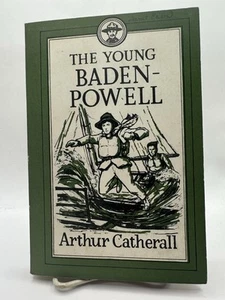 THE YOUNG
BADEN-
POWELL
Arthur Catherall